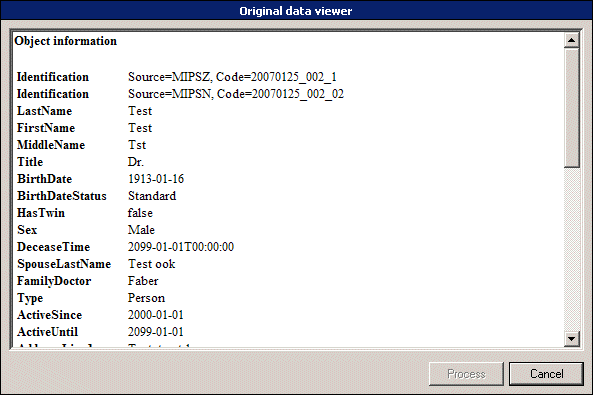 Original data viewer
Object information
Identification Source=MIPSZ, Code=20070125_002_1
Identification Source=MIPSN, Code=20070125_002_02
LastName Test
FirstName Test
MiddleName Tst
Title Dr.
BirthDate 1913-01-16
BirthDateStatus Standard
HasTwin false
Sex Male
DeceaseTime 2099-01-01T00:00:00
SpouseLastName Test ook
FamilyDoctor Faber
Type Person
ActiveSince 2000-01-01
ActiveUntil 2099-01-01
Process Cancel